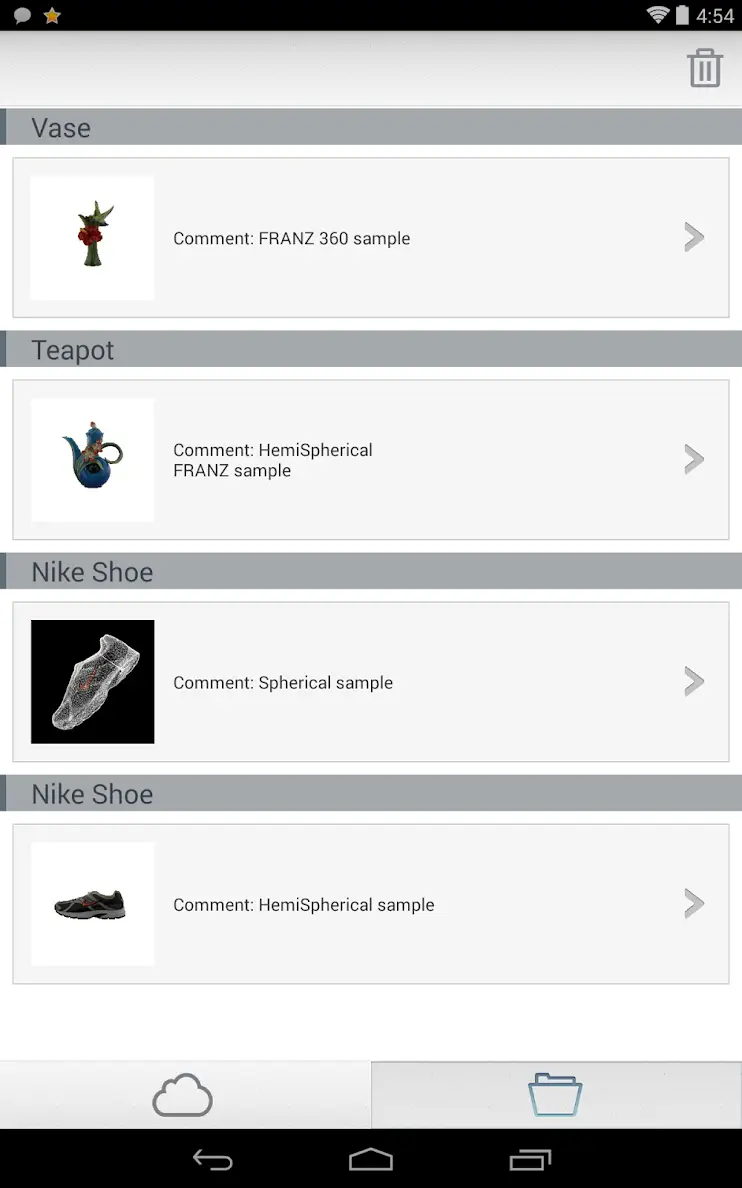 4:54
Vase
Comment: FRANZ 360 sample
Teapot
Comment: HemiSpherical
FRANZ sample
Nike Shoe
Comment: Spherical sample
Nike Shoe
Comment: HemiSpherical sample